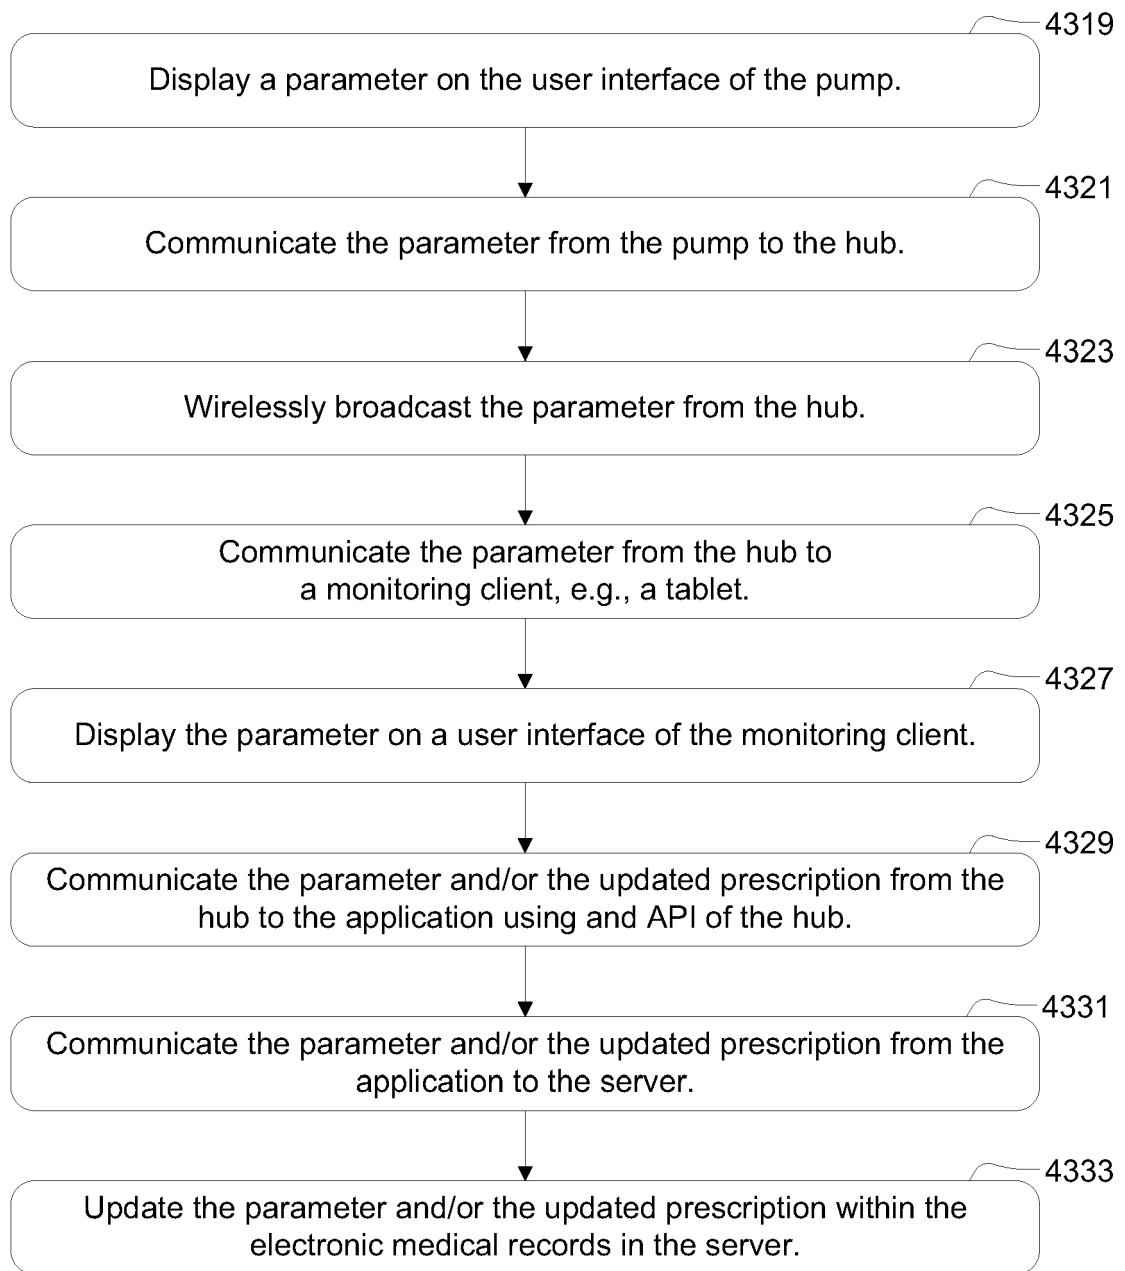 4319
Display a parameter on the user interface of the pump.
4321
Communicate the parameter from the pump to the hub.
4323
Wirelessly broadcast the parameter from the hub.
4325
Communicate the parameter from the hub to
a monitoring client, e.g., a tablet.
4327
Display the parameter on a user interface of the monitoring client.
4329
Communicate the parameter and/or the updated prescription from the
hub to the application using and API of the hub.
4331
Communicate the parameter and/or the updated prescription from the
application to the server.
4333
Update the parameter and/or the updated prescription within the
electronic medical records in the server.